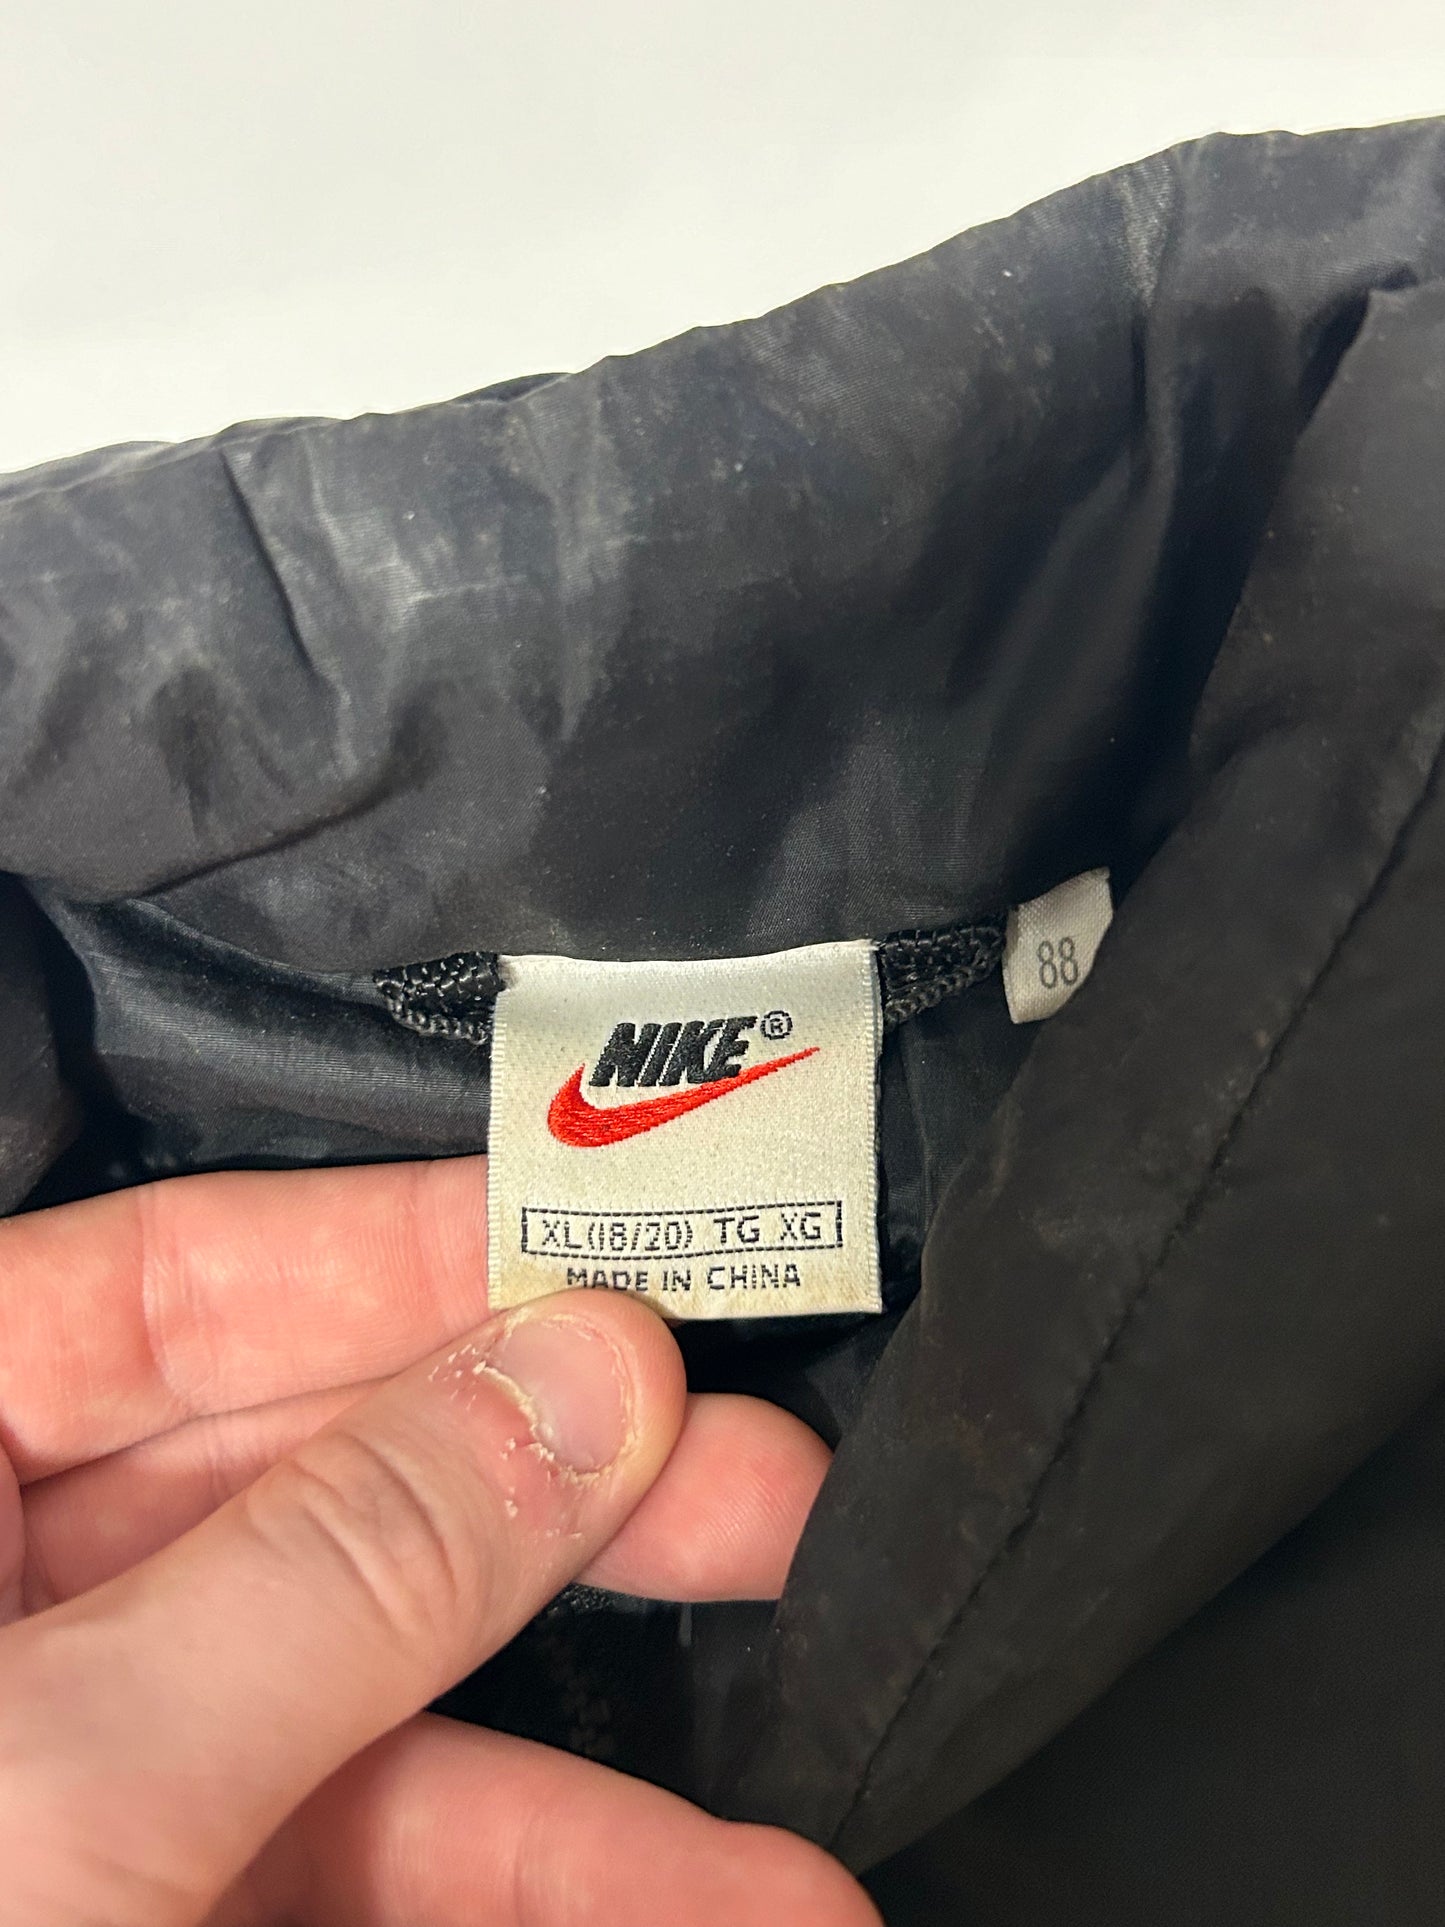 88
NIKE®
XL(18/20) TG XG
MADE IN CHINA